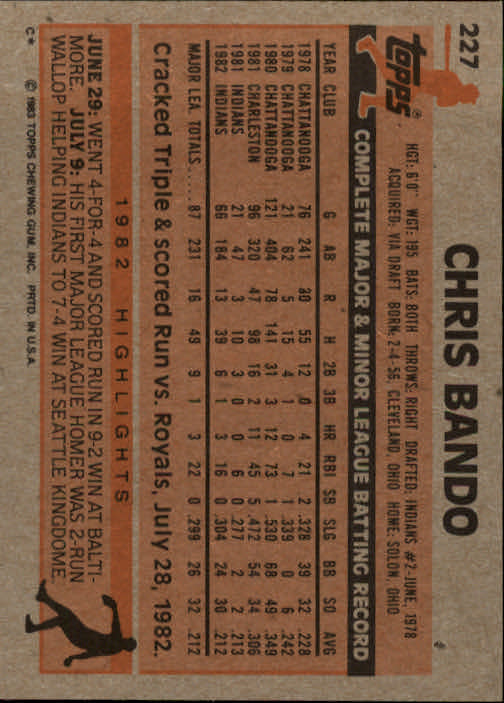 227
topps®
CHRIS BANDO
HGT: 6'0" WGT: 195 BATS: BOTH THROWS: RIGHT DRAFTED: INDIANS #2-JUNE, 1978
ACQUIRED: VIA DRAFT BORN: 2-4-56, CLEVELAND, OHIO HOME: SOLON, OHIO
COMPLETE MAJOR & MINOR LEAGUE BATTING RECORD
YEAR CLUB G AB R H 2B 3B HR RBI SB SLG BB SO AVG
1978 CHATTANOOGA 76 241 30 55 12 0 4 21 2 .328 39 32 .228
1979 CHATTANOOGA 21 62 5 15 4 1 0 7 1 .339 0 6 .242
1980 CHATTANOOGA 121 404 78 141 31 3 12 73 1 .530 68 49 .349
1981 CHARLESTON 96 320 47 98 16 2 11 45 5 .472 54 34 .306
1981 INDIANS 21 47 3 10 3 0 0 6 0 .277 2 2 .213
1982 INDIANS 66 184 13 39 6 1 3 16 0 .304 24 30 .212
MAJOR LEA. TOTALS..... 87 231 16 49 9 1 3 22 0 .299 26 32 .212
Cracked Triple & scored Run vs. Royals, July 28, 1982.
1982 HIGHLIGHTS
JUNE 29: WENT 4-FOR-4 AND SCORED RUN IN 9-2 WIN AT BALTI-
MORE. JULY 9: HIS FIRST MAJOR LEAGUE HOMER WAS 2-RUN
WALLOP HELPING INDIANS TO 7-4 WIN AT SEATTLE KINGDOME.
C* © 1983 TOPPS CHEWING GUM, INC. PRTD. IN U.S.A.